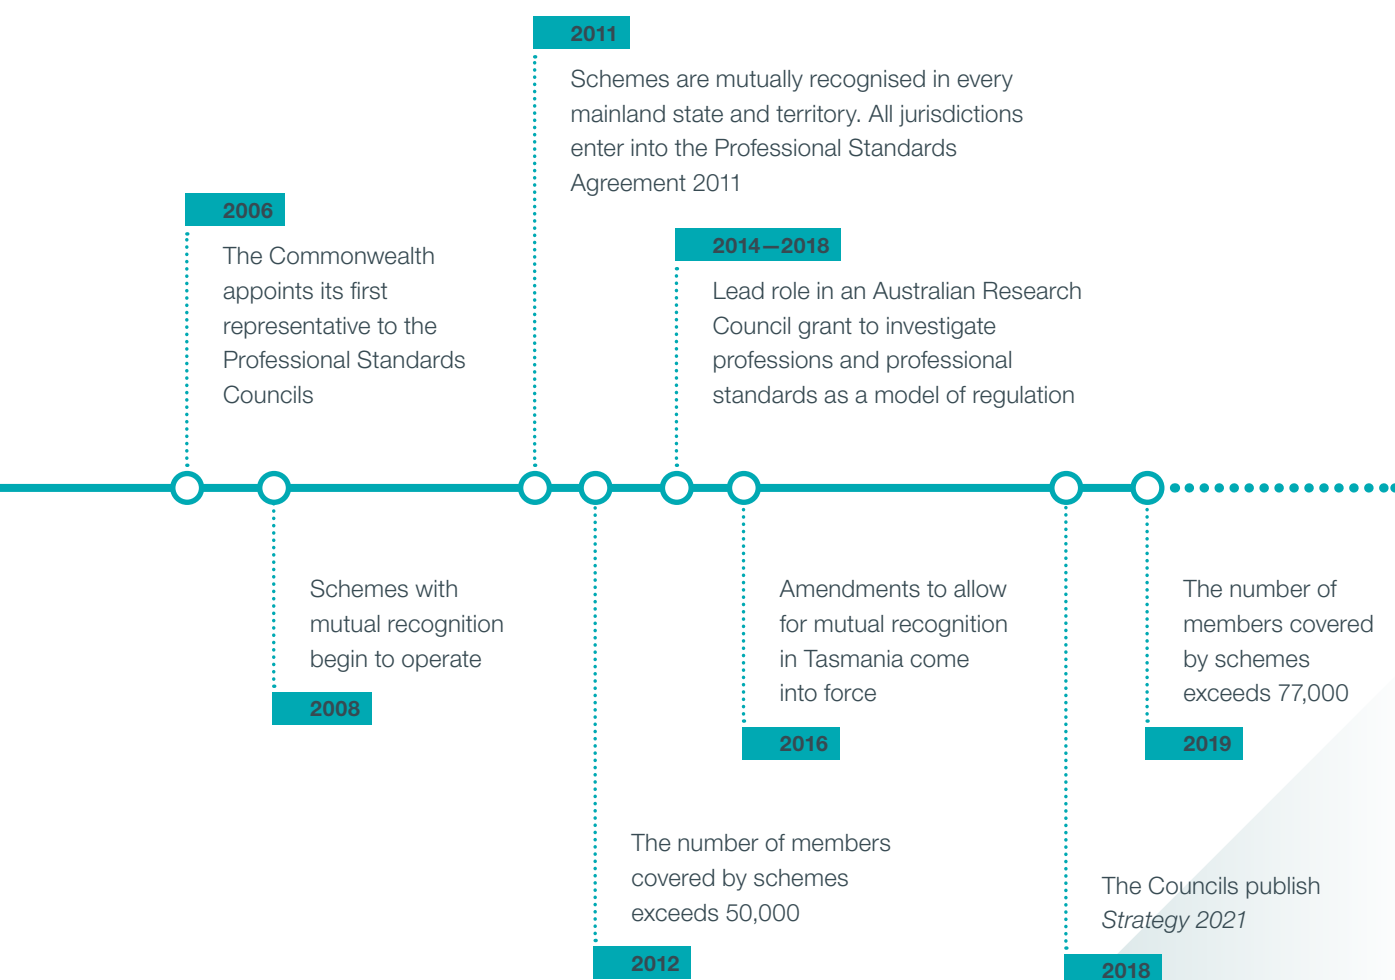 2011
Schemes are mutually recognised in every
mainland state and territory. All jurisdictions
enter into the Professional Standards
Agreement 2011
2006
The Commonwealth
appoints its first
representative to the
Professional Standards
Councils
2014—2018
Lead role in an Australian Research
Council grant to investigate
professions and professional
standards as a model of regulation
Schemes with
mutual recognition
begin to operate
2008
Amendments to allow
for mutual recognition
in Tasmania come
into force
2016
The number of
members covered
by schemes
exceeds 77,000
2019
The number of members
covered by schemes
exceeds 50,000
2012
The Councils publish
Strategy 2021
2018